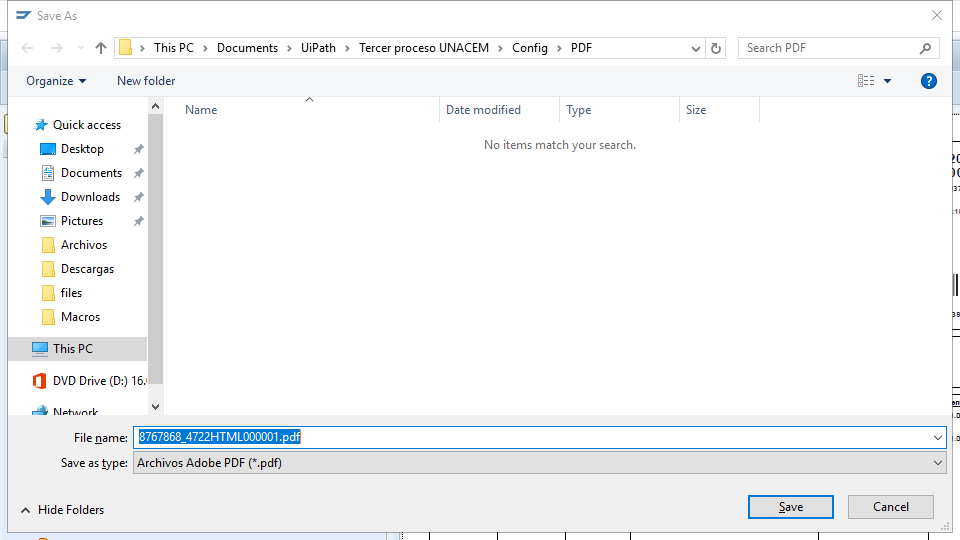 Save As
This PC > Documents > UiPath > Tercer proceso UNACEM > Config > PDF
Search PDF
Organize
New folder
?
Name Date modified Type Size
No items match your search.
Quick access
Desktop
Documents
Downloads
Pictures
Archivos
Descargas
files
Macros
This PC
DVD Drive (D:) 16.
Network
File name: 8767868_4722HTML000001.pdf
Save as type: Archivos Adobe PDF (*.pdf)
Hide Folders
Save
Cancel